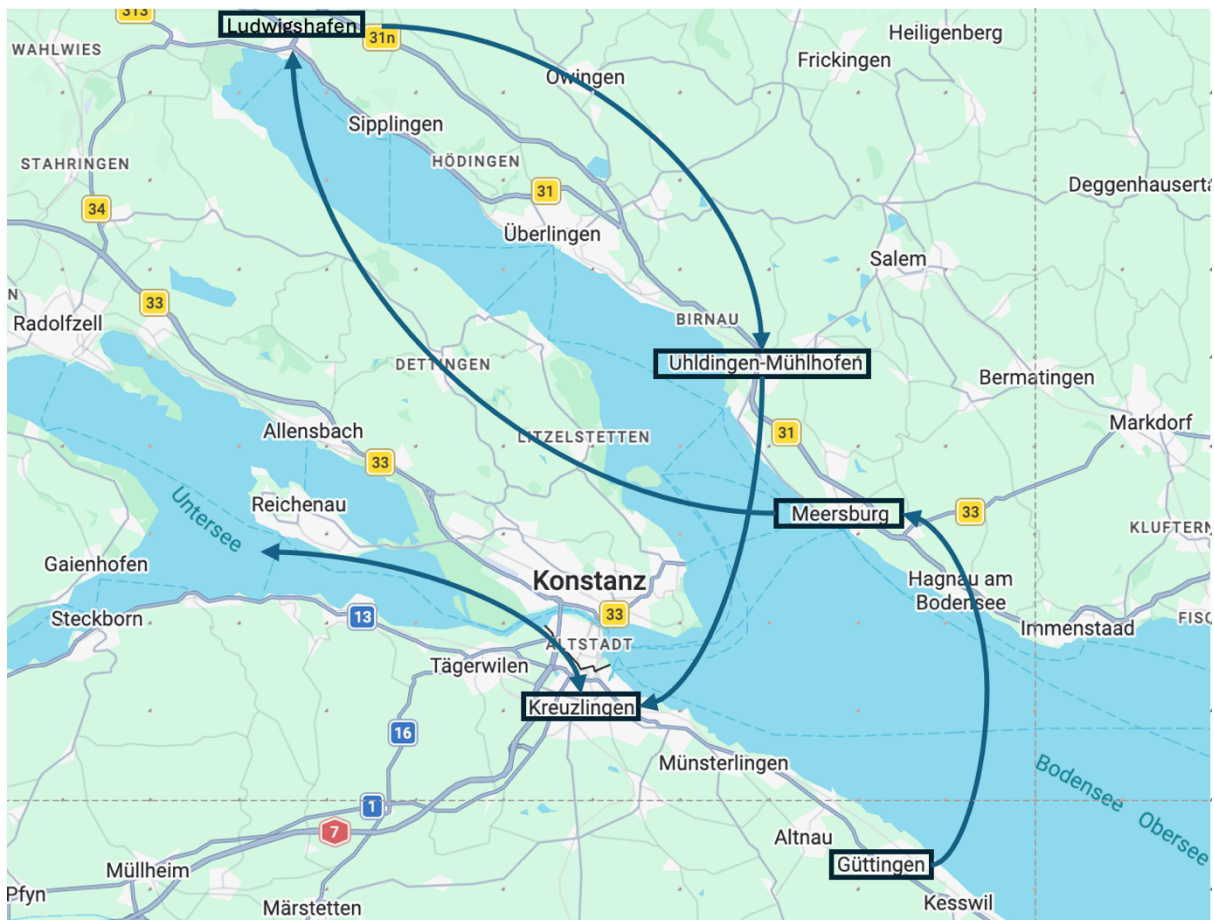 313
Ludwigshafen
31n
Heiligenberg
WAHLWIES
Owingen
Frickingen
Sipplingen
STAHRINGEN
HÖDINGEN
31
Deggenhauserta
34
Überlingen
Salem
N
33
BIRNAU
Radolfzell
DETTINGEN
Uhldingen-Mühlhofen
Bermatingen
Markdorf
Allensbach
LITZELSTETTEN
31
33
Untersee
Reichenau
Meersburg
33
KLUFTERN
Gaienhofen
Konstanz
Hagnau am
Bodensee
Steckborn
13
33
Immenstaad
FISC
ALTSTADT
Tägerwilen
Kreuzlingen
16
Münsterlingen
Bodensee
Obersee
1
7
Altnau
Güttingen
Müllheim
Pfyn
Märstetten
Kesswil